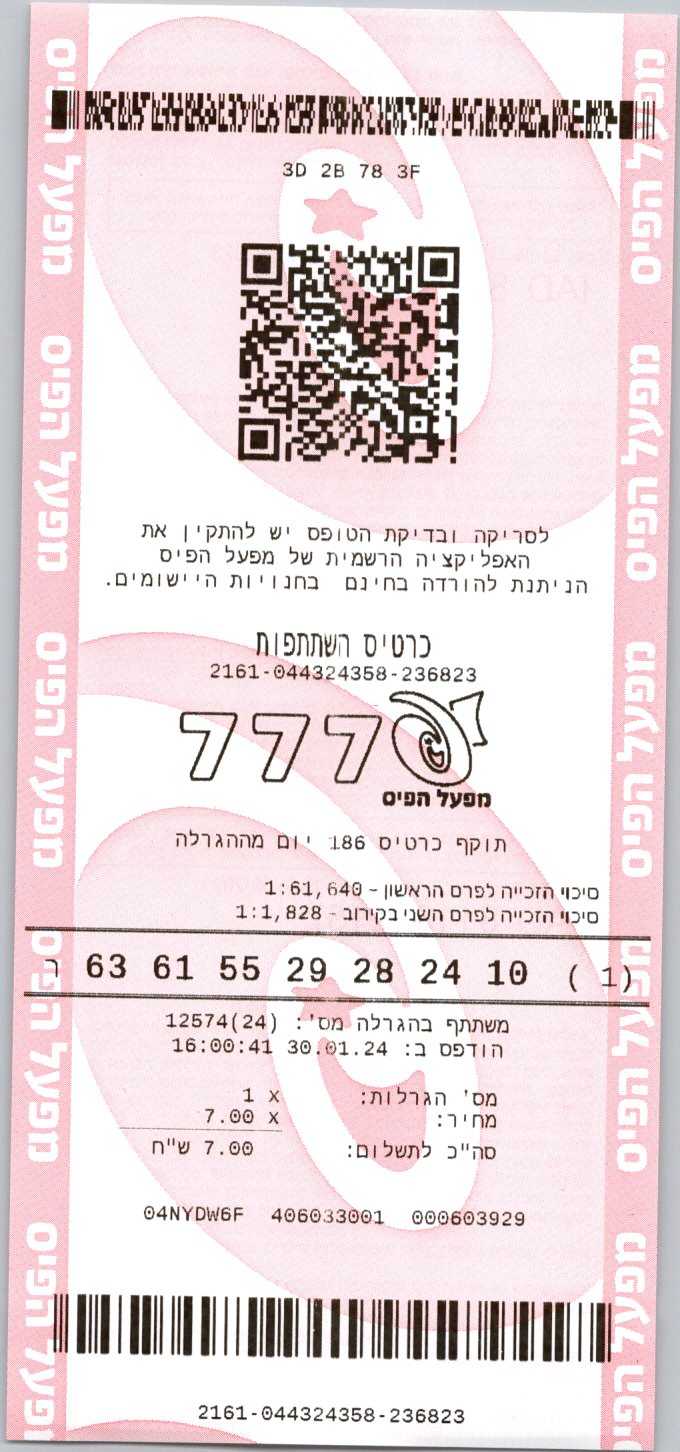 3D 2B 78 3F
לסריקה ובדיקת הטופס יש להתקין את
האפליקציה הרשמית של מפעל הפיס
הניתנת להורדה בחינם בחנויות היישומים.
כרטיס השתתפות
2161-044324358-236823
777
מפעל הפיס
תוקף כרטיס 186 יום מההגרלה
סיכוי הזכייה לפרס הראשון - 1:61,640
סיכוי הזכייה לפרס השני בקירוב - 1:1,828
(1) 10 24 28 29 55 61 63 ר
משתתף בהגרלה מס': 12574(24)
הודפס ב: 30.01.24 16:00:41
מס' הגרלות: x 1
מחיר: x 7.00
סה"כ לתשלום: 7.00 ש"ח
04NYDW6F 406033001 000603929
2161-044324358-236823
מפעל הפיס
מפעל הפיס
מפעל הפיס
מפעל הפיס
מפעל הפיס
מפעל הפיס
מפעל הפיס
מפעל הפיס